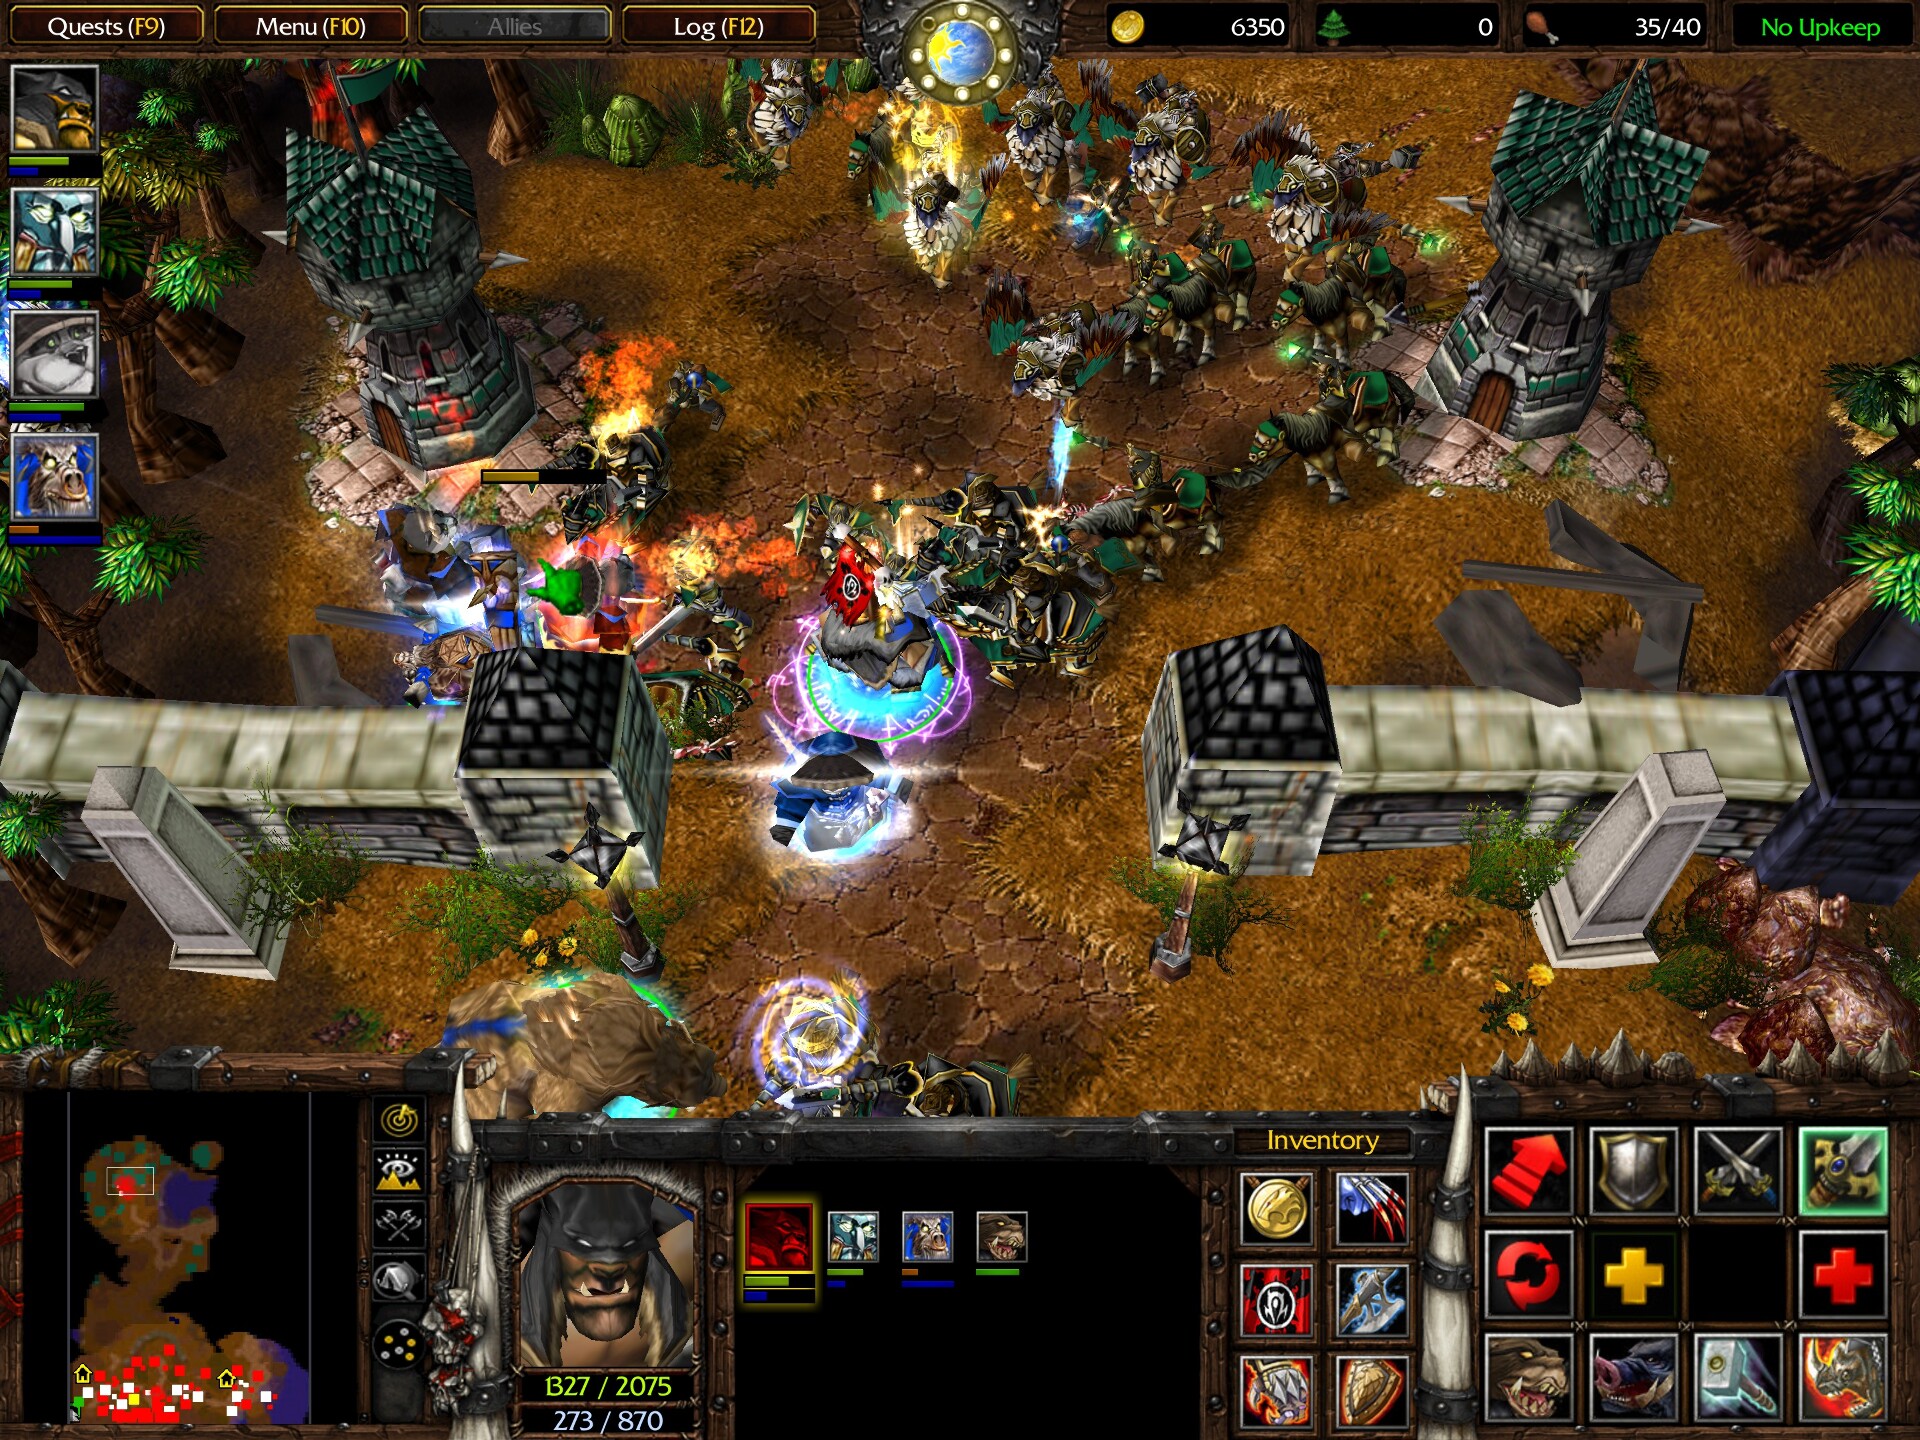 Quests (F9)
Menu (F10)
Allies
Log (F12)
6350
0
35/40
No Upkeep
Inventory
1327 / 2075
273 / 870